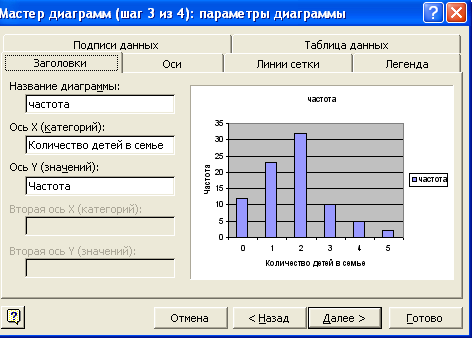 Мастер диаграмм (шаг 3 из 4): параметры диаграммы
Подписи данных
Таблица данных
Заголовки
Оси
Линии сетки
Легенда
Название диаграммы:
частота
Ось X (категорий):
Количество детей в семье
Ось Y (значений):
Частота
Вторая ось X (категорий):
Вторая ось Y (значений):
частота
Частота
35
30
25
20
15
10
5
0
0 1 2 3 4 5
Количество детей в семье
частота
?
Отмена
< Назад
Далее >
Готово